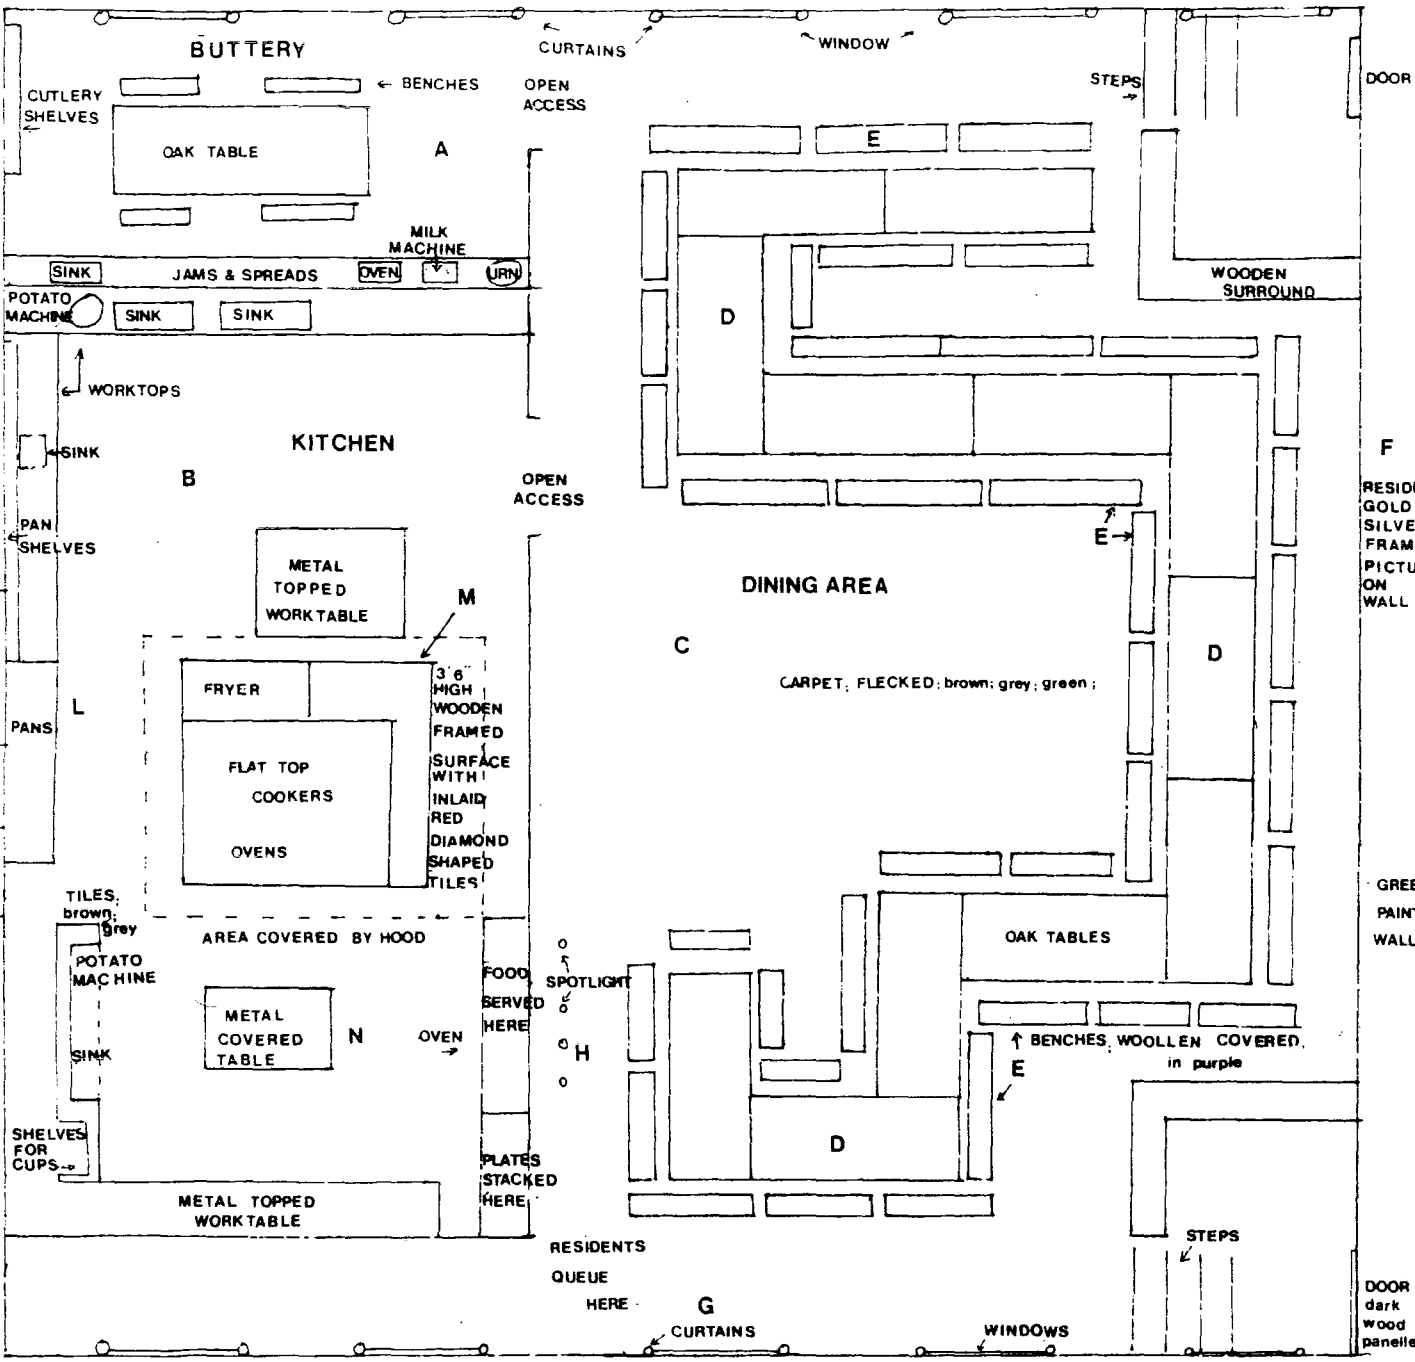 BUTTERY
CURTAINS
WINDOW
CUTLERY
SHELVES
BENCHES
OPEN
ACCESS
STEPS
DOOR
OAK TABLE
A
E
MILK
MACHINE
SINK
JAMS & SPREADS
OVEN
URN
WOODEN
SURROUND
POTATO
MACHINE
SINK
SINK
D
WORKTOPS
KITCHEN
SINK
B
OPEN
ACCESS
F
PAN
SHELVES
E
GOLD
ON
WALL
METAL
TOPPED
WORKTABLE
M
DINING AREA
C
D
CARPET; FLECKED; brown; grey; green;
FRYER
3' 6"
HIGH
WOODEN
FRAMED
SURFACE
WITH
INLAID
RED
DIAMOND
SHAPED
TILES
L
PANS
FLAT TOP
COOKERS
OVENS
TILES;
brown;
grey
AREA COVERED BY HOOD
OAK TABLES
WALL
POTATO
MACHINE
FOOD
SERVED
HERE
SPOTLIGHT
METAL
COVERED
TABLE
N
OVEN
H
SINK
BENCHES, WOOLLEN COVERED,
in purple
E
SHELVES
FOR
CUPS
PLATES
STACKED
HERE
D
METAL TOPPED
WORKTABLE
RESIDENTS
QUEUE
HERE
G
CURTAINS
WINDOWS
STEPS
DOOR
dark
wood